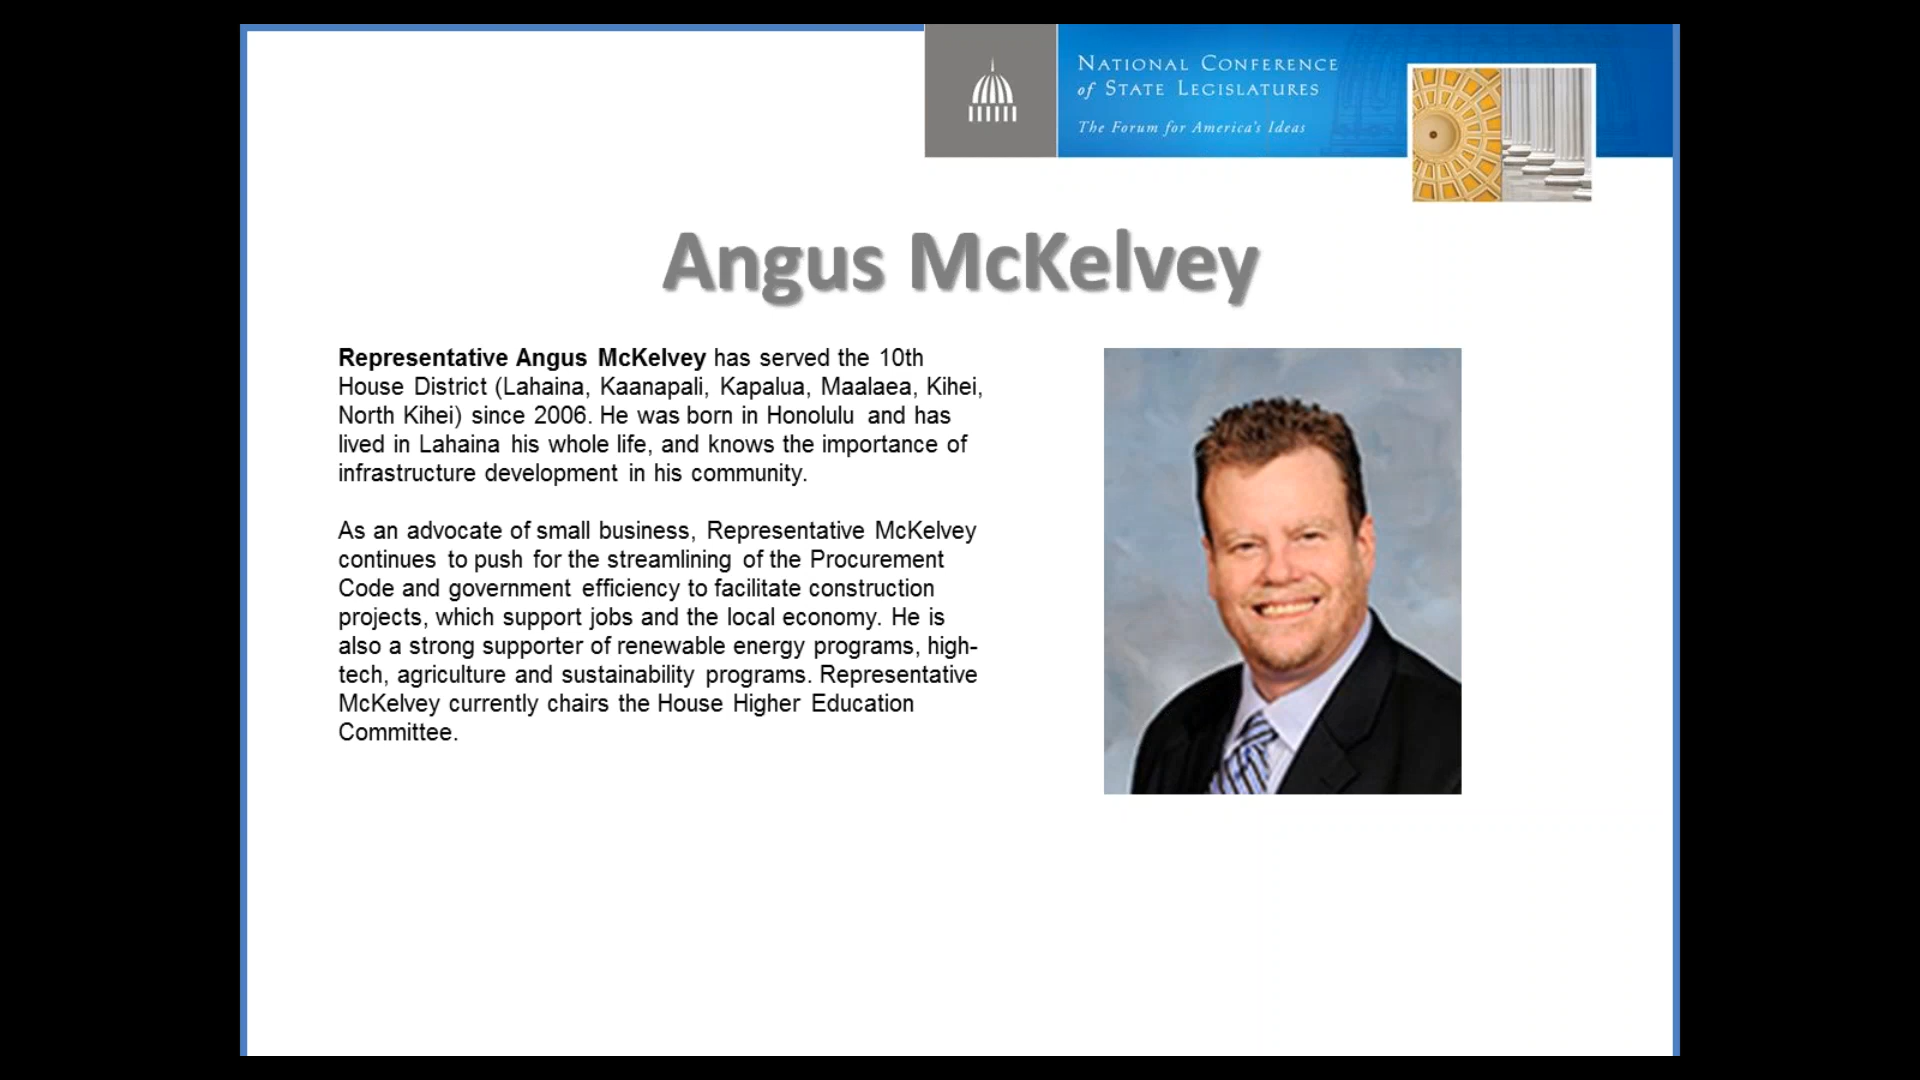 NATIONAL CONFERENCE
of STATE LEGISLATURES
The Forum for America's Ideas
Angus McKelvey
Representative Angus McKelvey has served the 10th
House District (Lahaina, Kaanapali, Kapalua, Maalaea, Kihei,
North Kihei) since 2006. He was born in Honolulu and has
lived in Lahaina his whole life, and knows the importance of
infrastructure development in his community.
As an advocate of small business, Representative McKelvey
continues to push for the streamlining of the Procurement
Code and government efficiency to facilitate construction
projects, which support jobs and the local economy. He is
also a strong supporter of renewable energy programs, high-
tech, agriculture and sustainability programs. Representative
McKelvey currently chairs the House Higher Education
Committee.